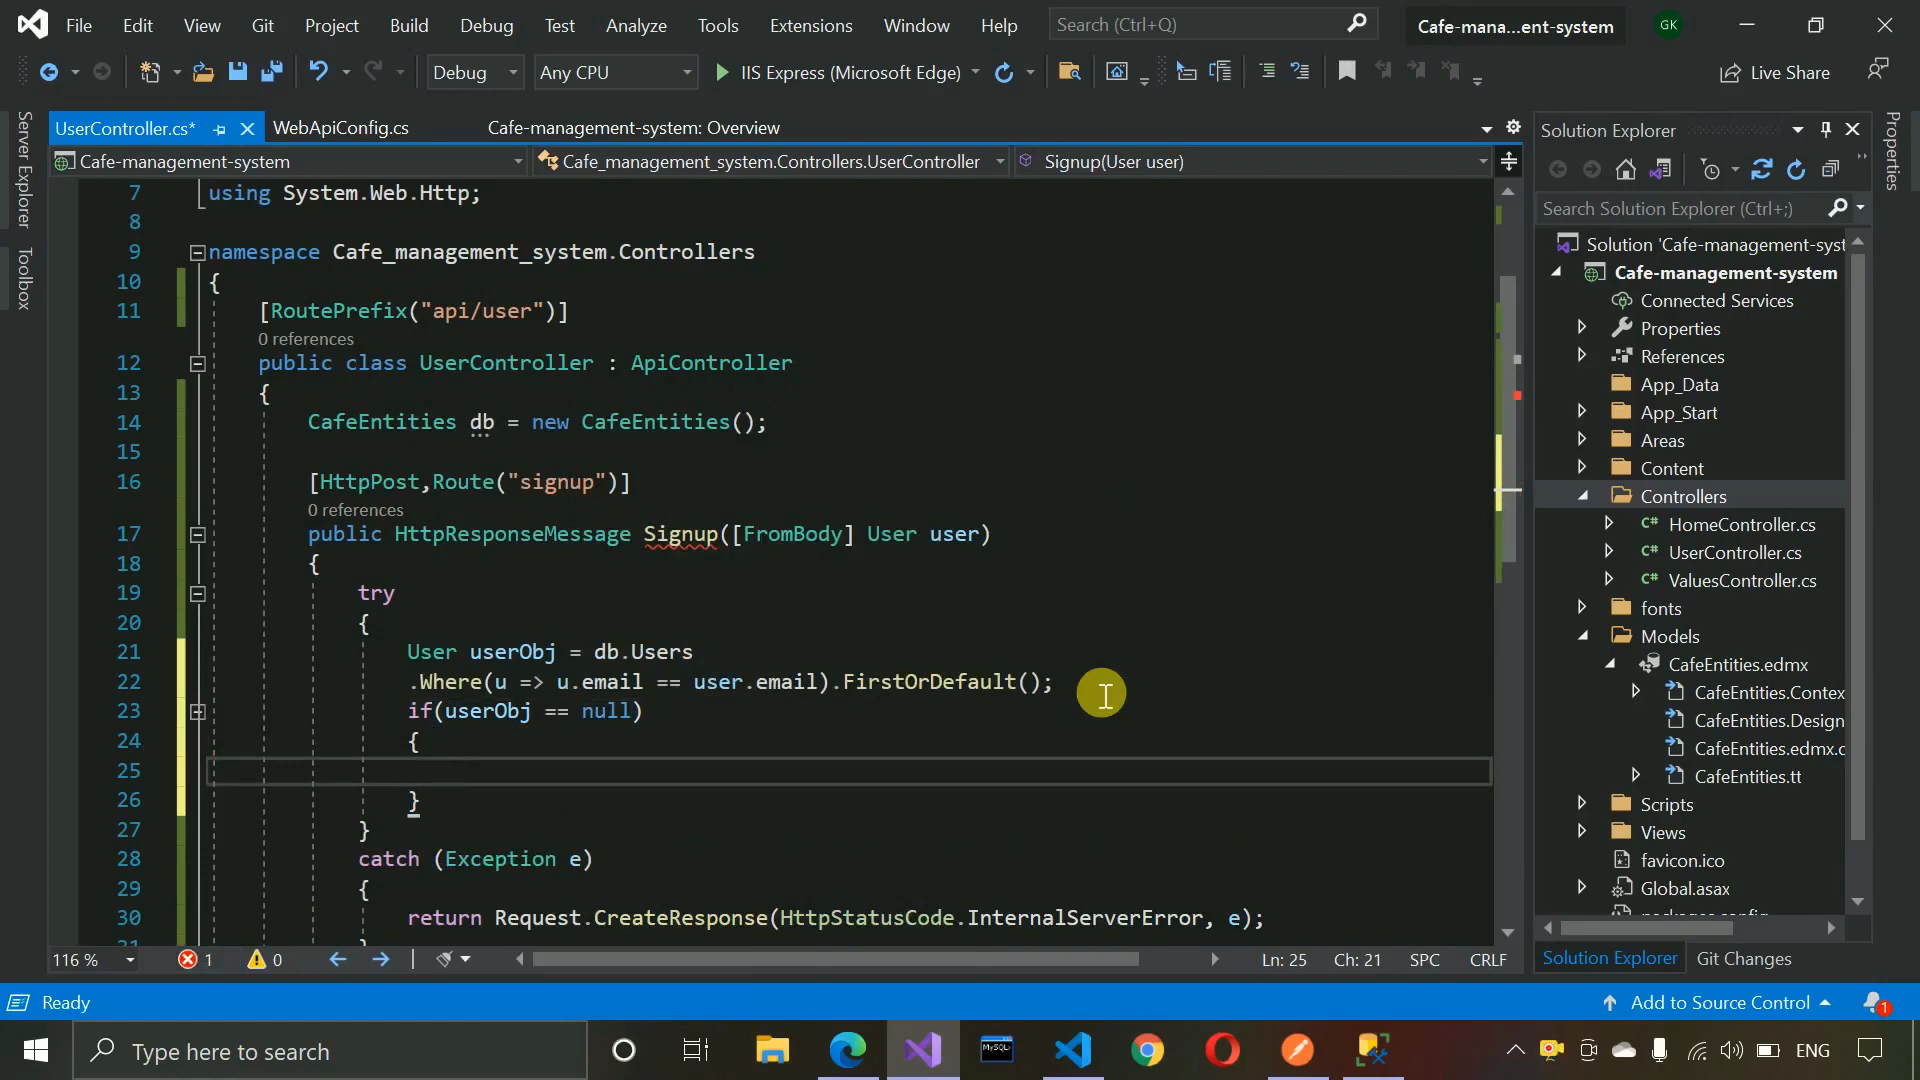 File Edit View Git Project Build Debug Test Analyze Tools Extensions Window Help Search (Ctrl+Q) Cafe-mana...ent-system GK
Debug Any CPU IIS Express (Microsoft Edge) Live Share
Server Explorer
Toolbox
UserController.cs* WebApiConfig.cs Cafe-management-system: Overview
Cafe-management-system Cafe_management_system.Controllers.UserController Signup(User user)
7 using System.Web.Http;
8
9 namespace Cafe_management_system.Controllers
10 {
11 [RoutePrefix("api/user")]
0 references
12 public class UserController : ApiController
13 {
14 CafeEntities db = new CafeEntities();
15
16 [HttpPost,Route("signup")]
0 references
17 public HttpResponseMessage Signup([FromBody] User user)
18 {
19 try
20 {
21 User userObj = db.Users
22 .Where(u => u.email == user.email).FirstOrDefault();
23 if(userObj == null)
24 {
25
26 }
27 }
28 catch (Exception e)
29 {
30 return Request.CreateResponse(HttpStatusCode.InternalServerError, e);
116 % 1 0 Ln: 25 Ch: 21 SPC CRLF
Solution Explorer
Search Solution Explorer (Ctrl+;)
Solution 'Cafe-management-syst
Cafe-management-system
Connected Services
Properties
References
App_Data
App_Start
Areas
Content
Controllers
C# HomeController.cs
C# UserController.cs
C# ValuesController.cs
fonts
Models
CafeEntities.edmx
CafeEntities.Contex
CafeEntities.Design
CafeEntities.edmx.c
CafeEntities.tt
Scripts
Views
favicon.ico
Global.asax
Solution Explorer Git Changes
Properties
Ready Add to Source Control 1
Type here to search MySQL ENG